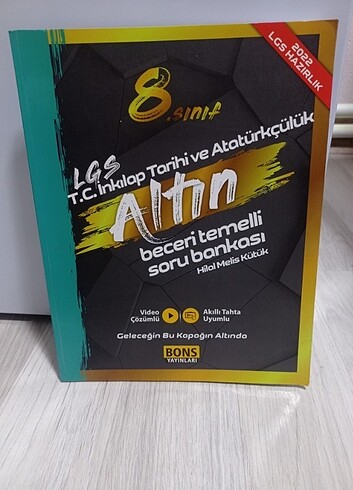 2022
LGS HAZIRLIK
8.sınıf
LGS
T.C. İnkılap Tarihi ve Atatürkçülük
Altın
beceri temelli
soru bankası
Hilal Melis Kütük
Video
Çözümlü
Akıllı Tahta
Uyumlu
Geleceğin Bu Kapağın Altında
BONS
YAYINLARI